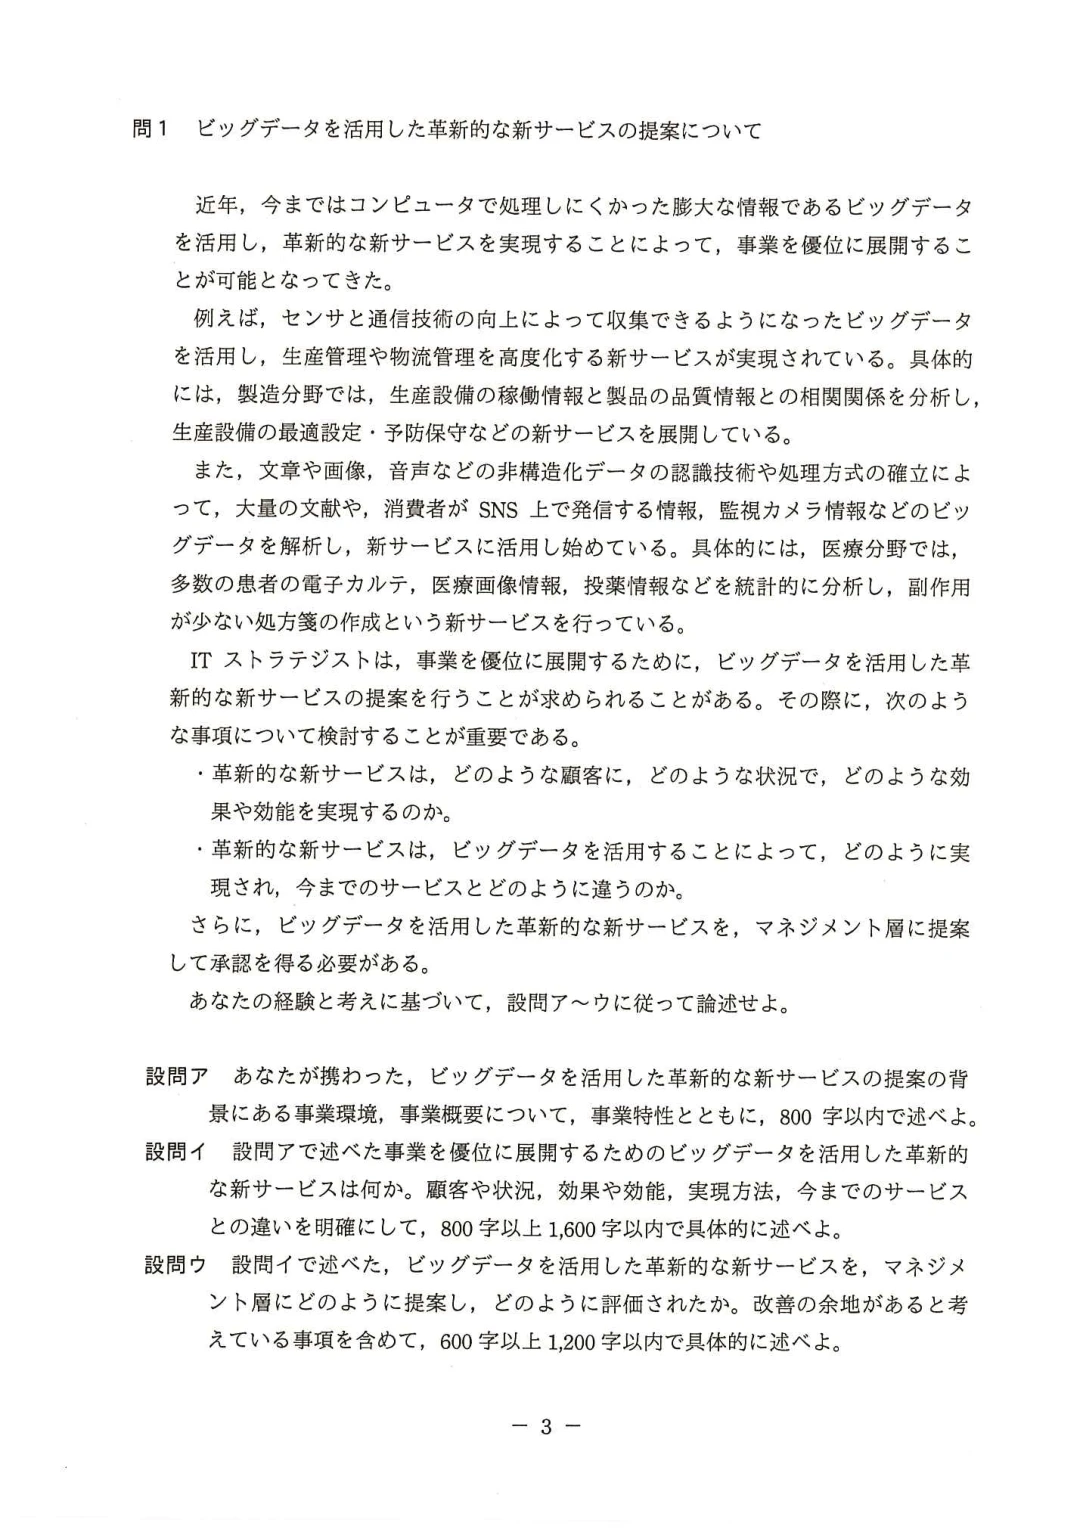 問1　ビッグデータを活用した革新的な新サービスの提案について
近年，今まではコンピュータで処理しにくかった膨大な情報であるビッグデータ
を活用し，革新的な新サービスを実現することによって，事業を優位に展開するこ
とが可能となってきた。
例えば，センサと通信技術の向上によって収集できるようになったビッグデータ
を活用し，生産管理や物流管理を高度化する新サービスが実現されている。具体的
には，製造分野では，生産設備の稼働情報と製品の品質情報との相関関係を分析し，
生産設備の最適設定・予防保守などの新サービスを展開している。
また，文章や画像，音声などの非構造化データの認識技術や処理方式の確立によ
って，大量の文献や，消費者が SNS 上で発信する情報，監視カメラ情報などのビッ
グデータを解析し，新サービスに活用し始めている。具体的には，医療分野では，
多数の患者の電子カルテ，医療画像情報，投薬情報などを統計的に分析し，副作用
が少ない処方箋の作成という新サービスを行っている。
IT ストラテジストは，事業を優位に展開するために，ビッグデータを活用した革
新的な新サービスの提案を行うことが求められることがある。その際に，次のよう
な事項について検討することが重要である。
・革新的な新サービスは，どのような顧客に，どのような状況で，どのような効
果や効能を実現するのか。
・革新的な新サービスは，ビッグデータを活用することによって，どのように実
現され，今までのサービスとどのように違うのか。
さらに，ビッグデータを活用した革新的な新サービスを，マネジメント層に提案
して承認を得る必要がある。
あなたの経験と考えに基づいて，設問ア～ウに従って論述せよ。
設問ア　あなたが携わった，ビッグデータを活用した革新的な新サービスの提案の背
景にある事業環境，事業概要について，事業特性とともに，800 字以内で述べよ。
設問イ　設問アで述べた事業を優位に展開するためのビッグデータを活用した革新的
な新サービスは何か。顧客や状況，効果や効能，実現方法，今までのサービス
との違いを明確にして，800 字以上 1,600 字以内で具体的に述べよ。
設問ウ　設問イで述べた，ビッグデータを活用した革新的な新サービスを，マネジメ
ント層にどのように提案し，どのように評価されたか。改善の余地があると考
えている事項を含めて，600 字以上 1,200 字以内で具体的に述べよ。
－ 3 －